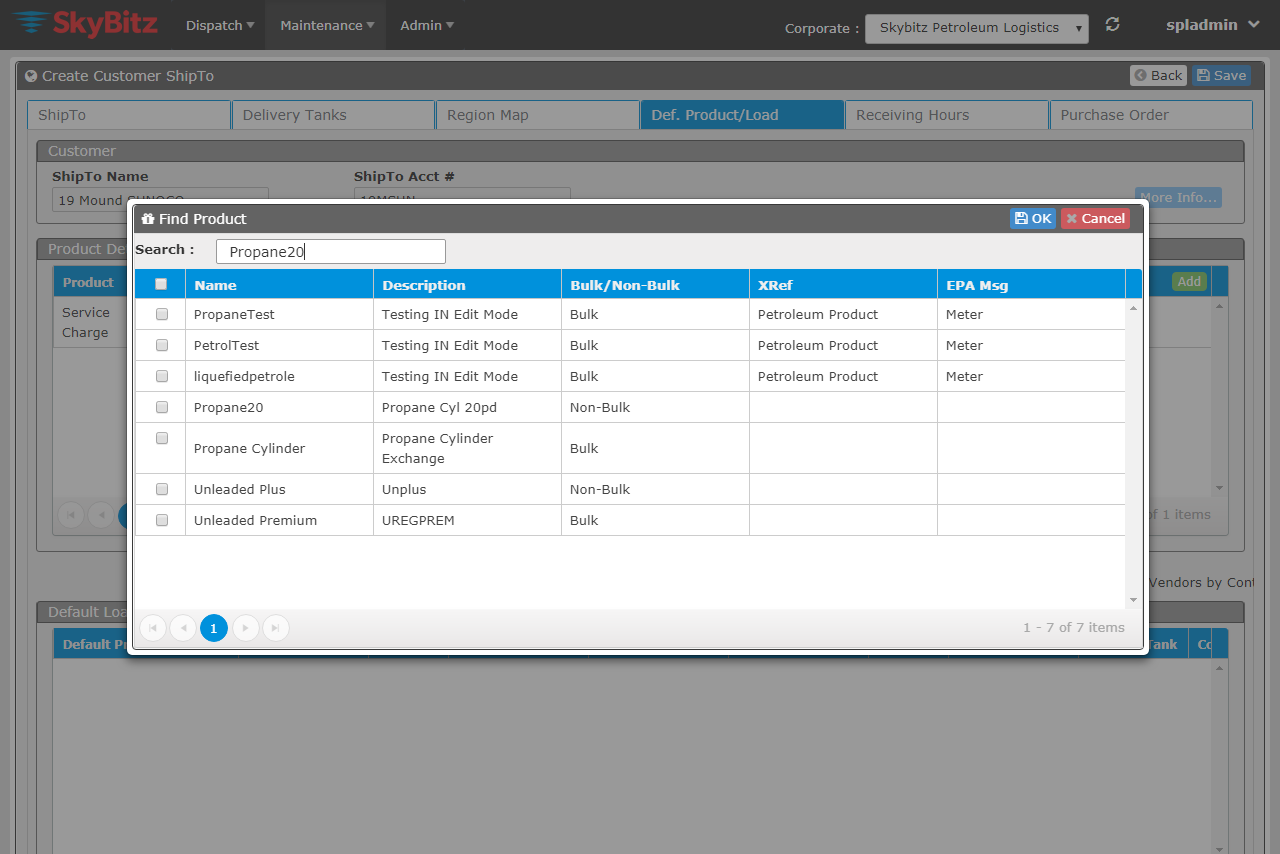 SkyBitz Dispatch Maintenance Admin Corporate : Skybitz Petroleum Logistics spladmin
Create Customer ShipTo Back Save
ShipTo Delivery Tanks Region Map Def. Product/Load Receiving Hours Purchase Order
Customer
ShipTo Name ShipTo Acct #
19 Mound SUNOCO 19MSUN More Info...
Find Product OK Cancel
Product De
Search : Propane20
Product Add
Name Description Bulk/Non-Bulk XRef EPA Msg
Service
Charge
PropaneTest Testing IN Edit Mode Bulk Petroleum Product Meter
PetrolTest Testing IN Edit Mode Bulk Petroleum Product Meter
liquefiedpetrole Testing IN Edit Mode Bulk Petroleum Product Meter
Propane20 Propane Cyl 20pd Non-Bulk
Propane Cylinder Propane Cylinder Exchange Bulk
Unleaded Plus Unplus Non-Bulk
Unleaded Premium UREGPREM Bulk
of 1 items
Vendors by Cont
1 1 - 7 of 7 items
Default Loa
Default Pr Tank Co